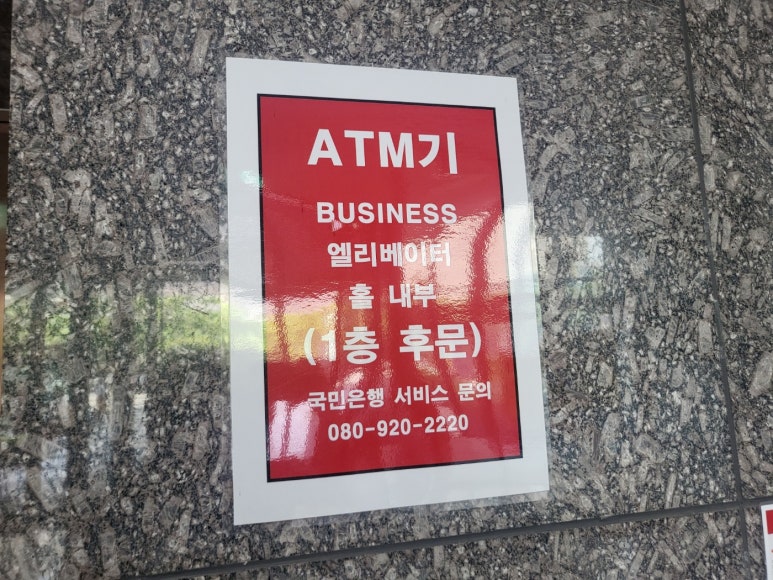 ATM기
BUSINESS
엘리베이터
홀 내부
(1층 후문)
국민은행 서비스 문의
080-920-2220